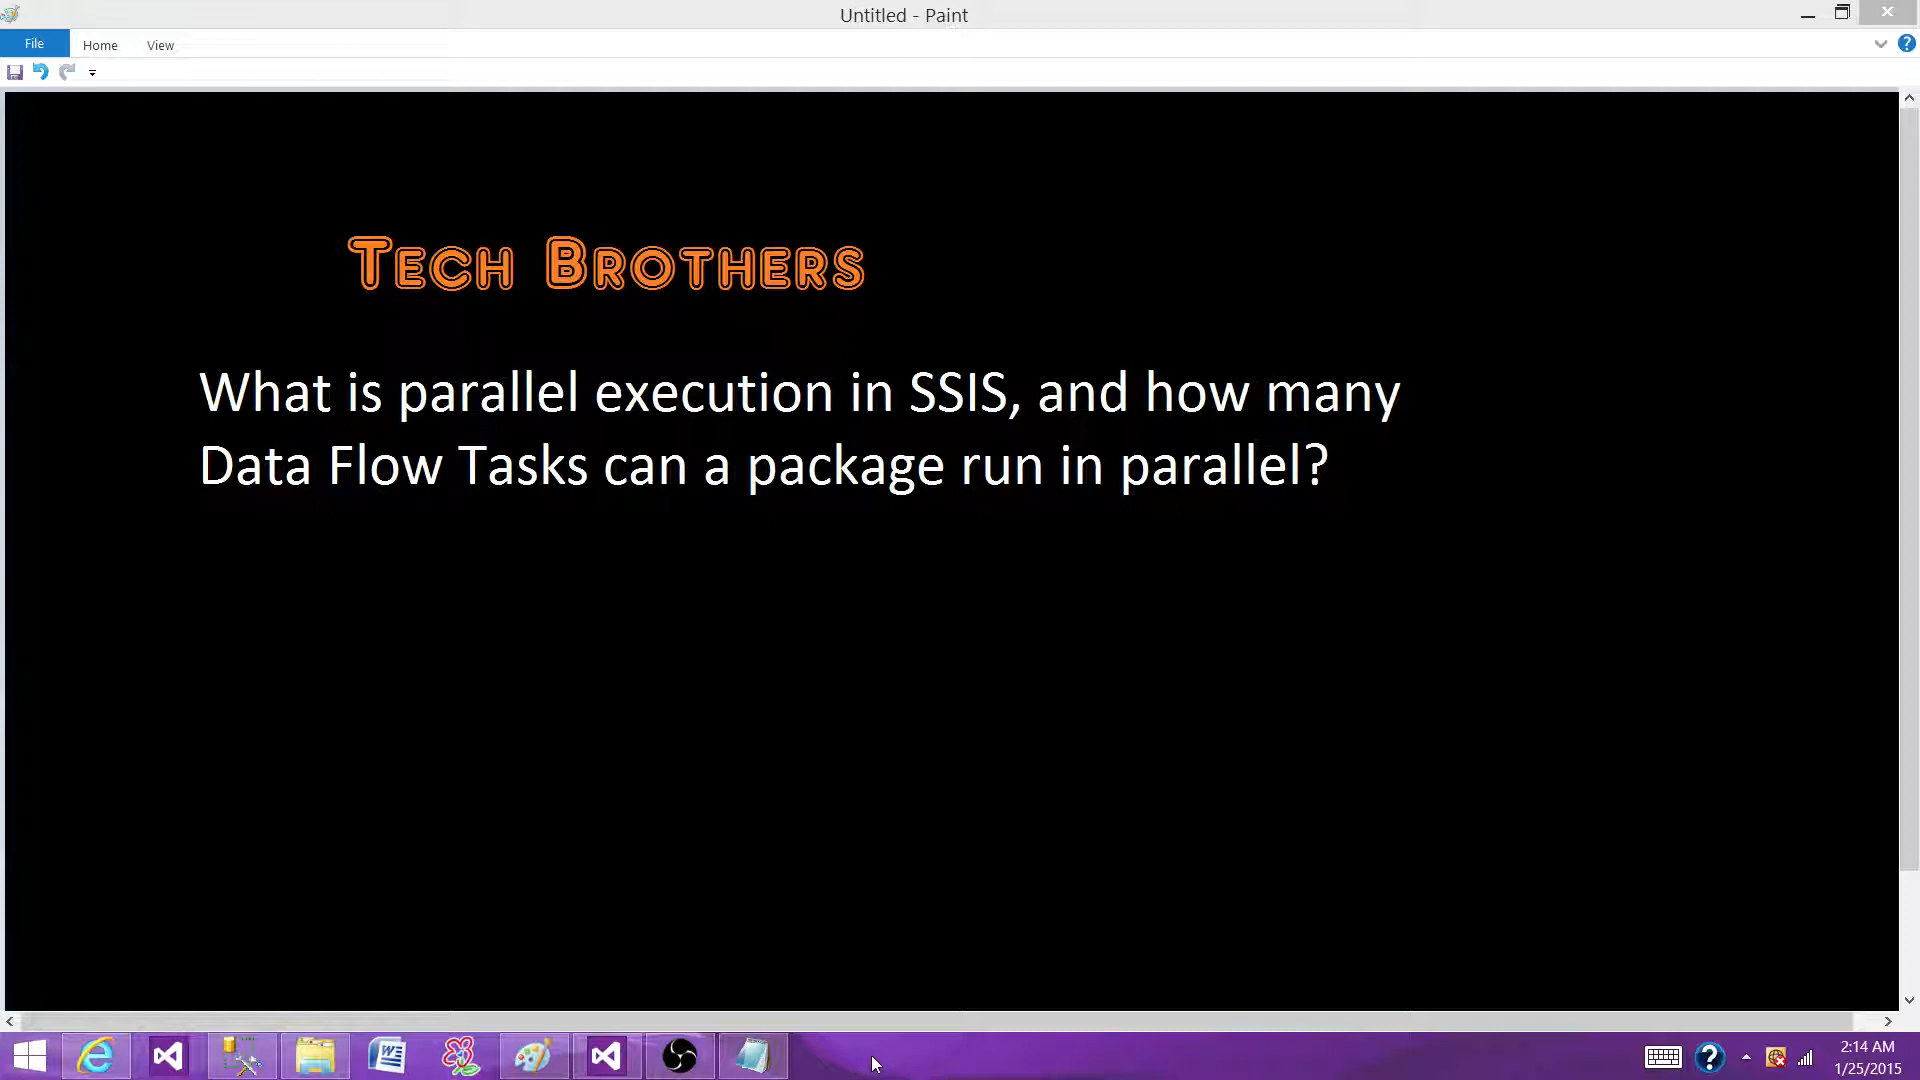 Untitled - Paint
File
Home
View
Tech Brothers
What is parallel execution in SSIS, and how many
Data Flow Tasks can a package run in parallel?
2:14 AM
1/25/2015